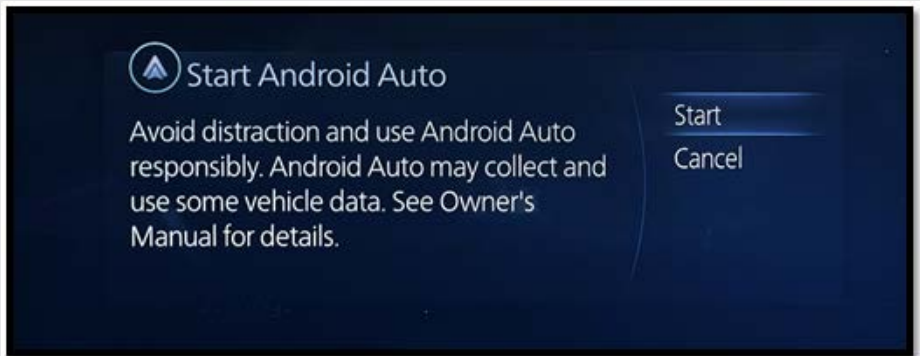 Start Android Auto
Avoid distraction and use Android Auto
responsibly. Android Auto may collect and
use some vehicle data. See Owner's
Manual for details.
Start
Cancel